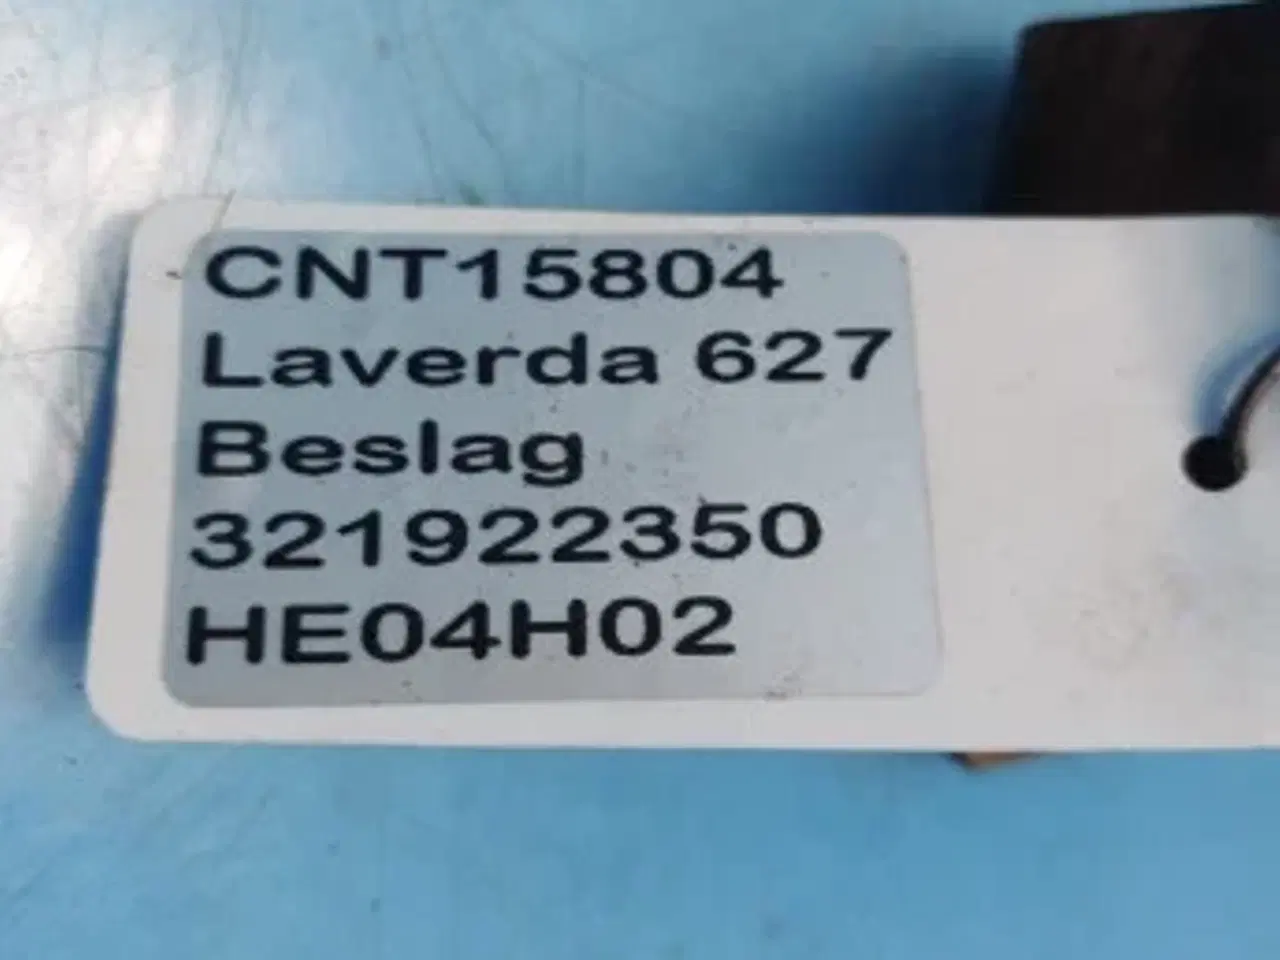 CNT15804
Laverda 627
Beslag
321922350
HE04H02